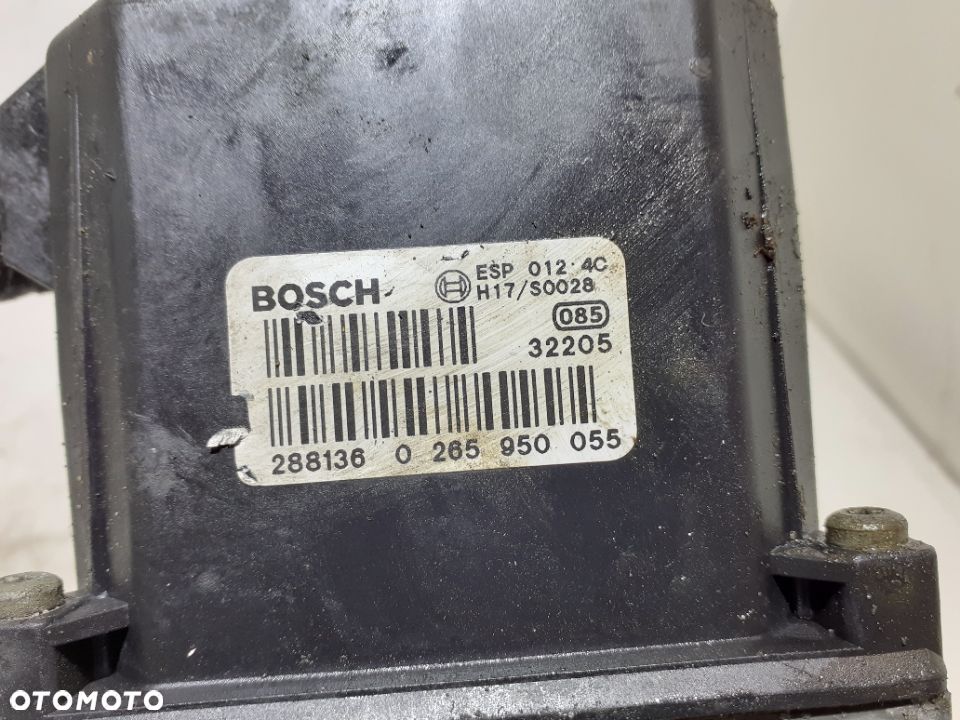 BOSCH ESP 012 4C
H17/S0028
085
32205
288136 0 265 950 055
OTOMOTO